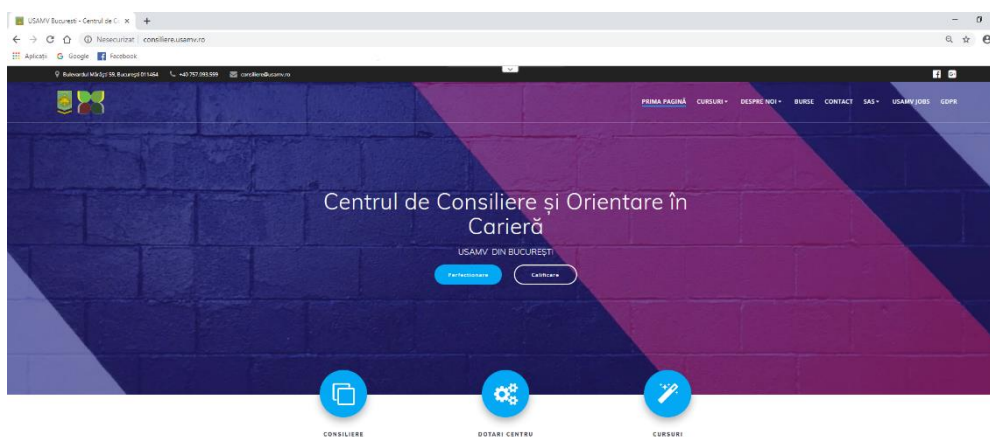 USAMV Bucuresti - Centrul de C
Nesecurizat consiliere.usamv.ro
Aplicații Google Facebook
Bulevardul Mărăști 59, București 011464 +40 757.093.599 consiliere@usamv.ro
PRIMA PAGINĂ CURSURI DESPRE NOI BURSE CONTACT SAS USAMV JOBS GDPR
Centrul de Consiliere și Orientare în
Carieră
USAMV DIN BUCUREȘTI
Perfectionare Calificare
CONSILIERE DOTARI CENTRU CURSURI